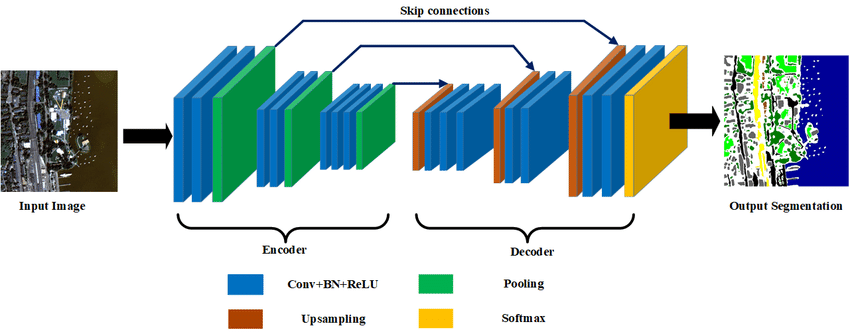 Skip connections
Input Image
Output Segmentation
Encoder
Decoder
Conv+BN+ReLU
Pooling
Upsampling
Softmax